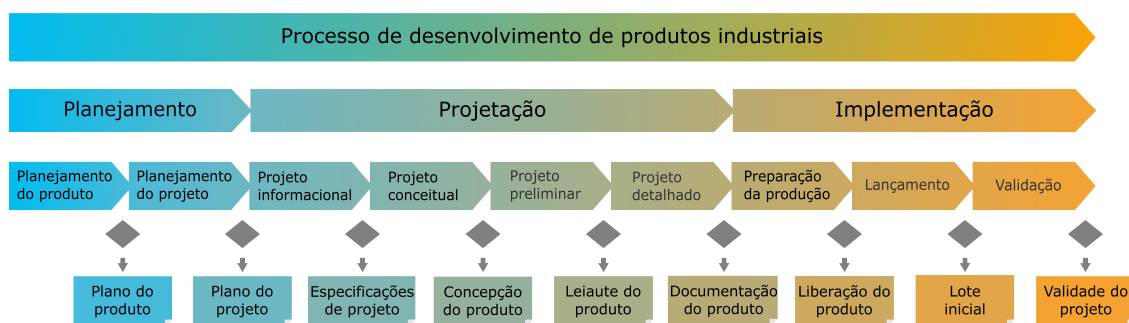 Processo de desenvolvimento de produtos industriais
Planejamento
Projetação
Implementação
Planejamento
do produto
Planejamento
do projeto
Projeto
informacional
Projeto
conceitual
Projeto
preliminar
Projeto
detalhado
Preparação
da produção
Lançamento
Validação
Plano do
produto
Plano do
projeto
Especificações
de projeto
Concepção
do produto
Leiaute do
produto
Documentação
do produto
Liberação do
produto
Lote
inicial
Validade do
projeto